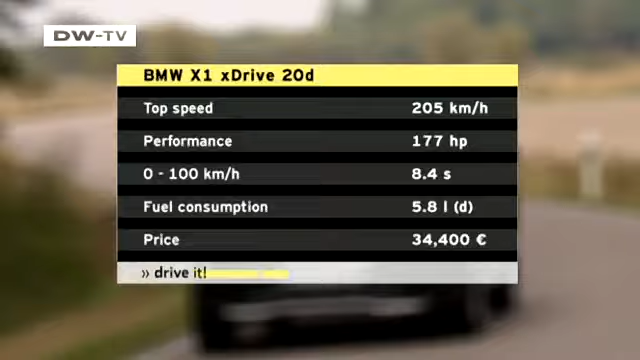 DW-TV
BMW X1 xDrive 20d
Top speed 205 km/h
Performance 177 hp
0 - 100 km/h 8.4 s
Fuel consumption 5.8 l (d)
Price 34,400 €
» drive it!